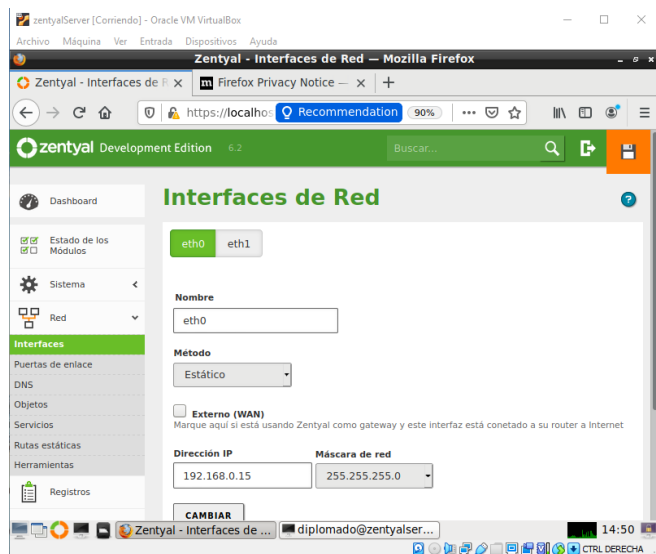 zentyalServer [Corriendo] - Oracle VM VirtualBox
Archivo Máquina Ver Entrada Dispositivos Ayuda
Zentyal - Interfaces de Red — Mozilla Firefox
Zentyal - Interfaces de R
m Firefox Privacy Notice —
https://localhos Recommendation 90%
zentyal Development Edition 6.2 Buscar...
Dashboard
Estado de los
Módulos
Sistema
Red
Interfaces
Puertas de enlace
DNS
Objetos
Servicios
Rutas estáticas
Herramientas
Registros
Interfaces de Red
eth0 eth1
Nombre
eth0
Método
Estático
Externo (WAN)
Marque aquí si está usando Zentyal como gateway y este interfaz está conetado a su router a Internet
Dirección IP Máscara de red
192.168.0.15 255.255.255.0
CAMBIAR
Zentyal - Interfaces de ... diplomado@zentyalser... 14:50
CTRL DERECHA